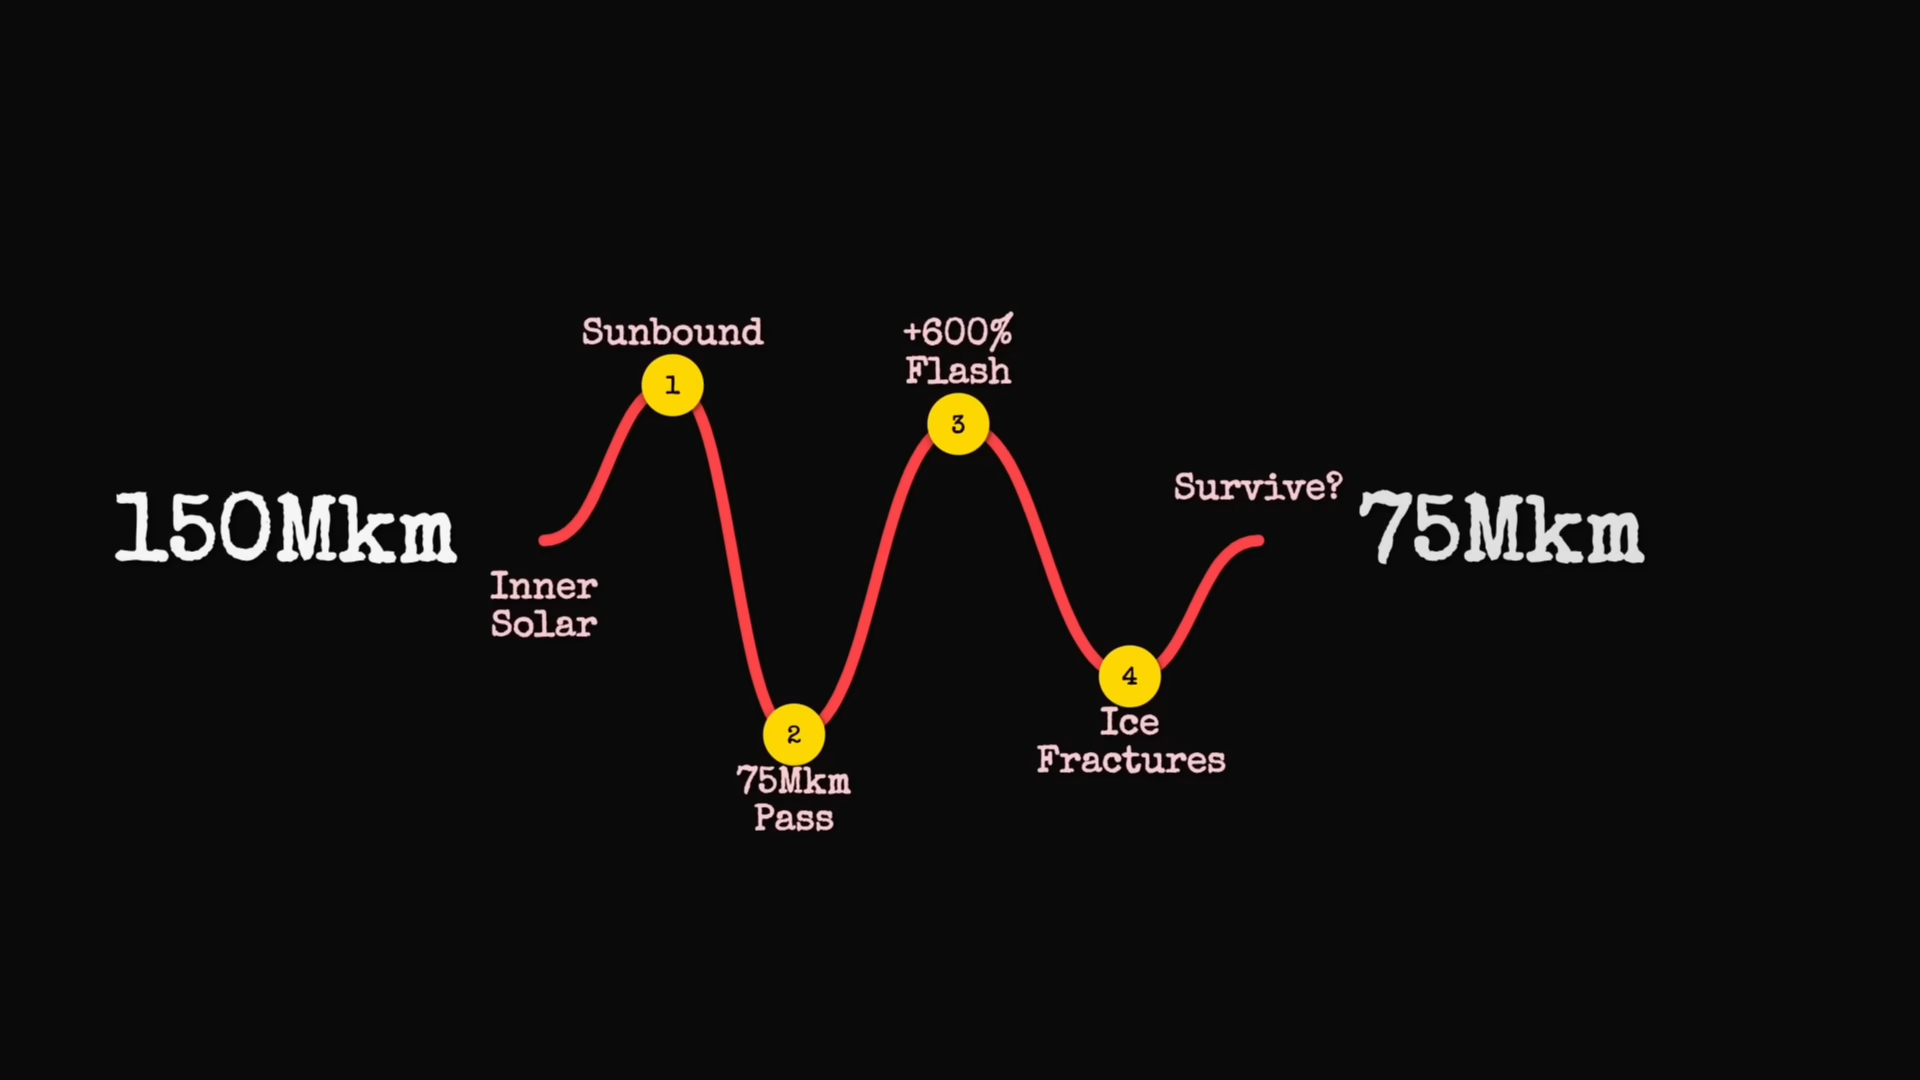 150Mkm
Inner
Solar
Sunbound
1
2
75Mkm
Pass
+600%
Flash
3
4
Ice
Fractures
Survive?
75Mkm